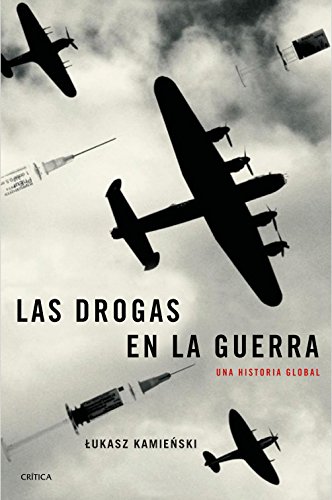 LAS DROGAS
EN LA GUERRA
UNA HISTORIA GLOBAL
ŁUKASZ KAMIEŃSKI
CRÍTICA